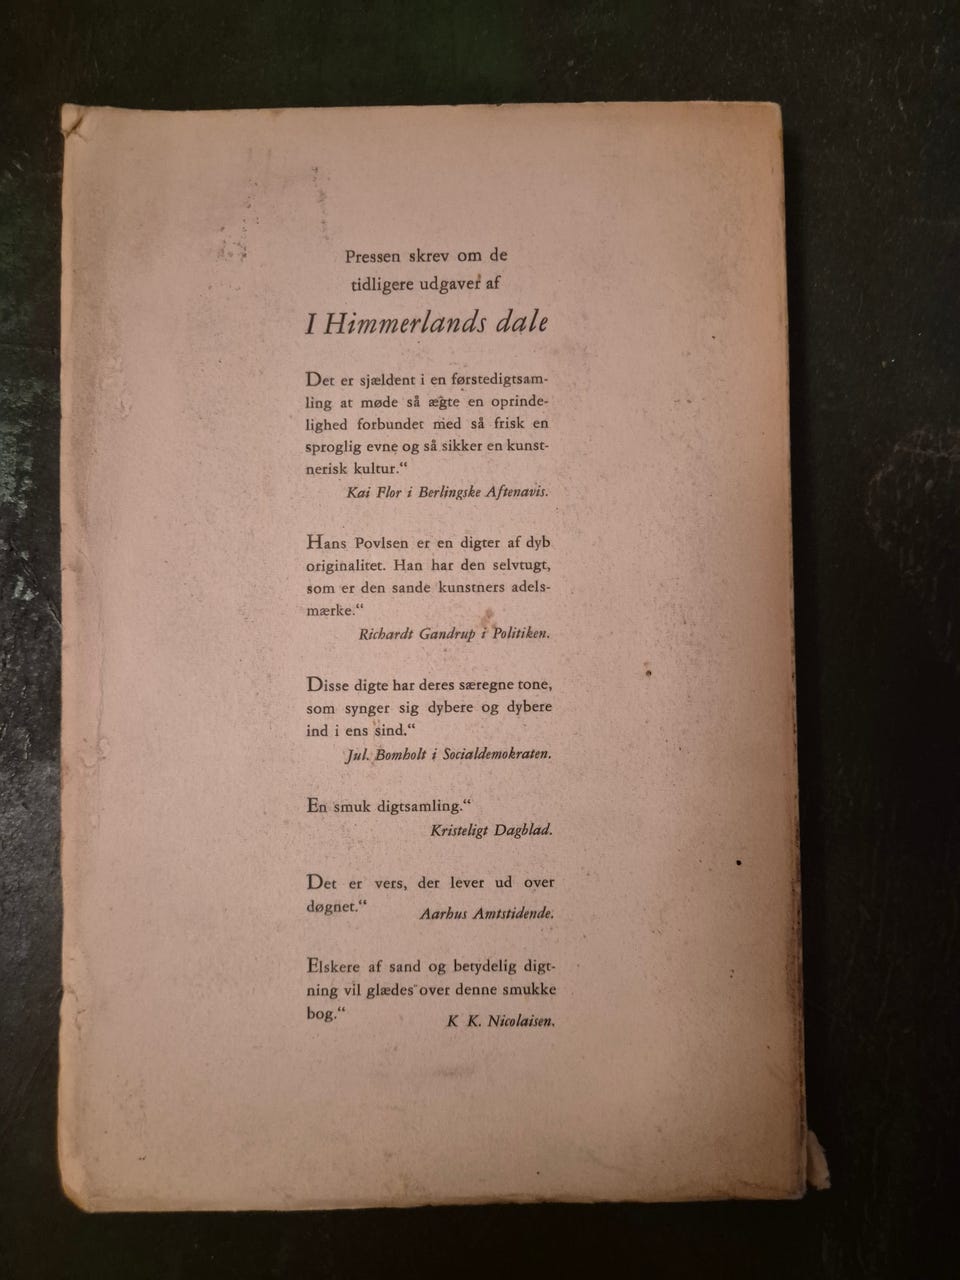 Pressen skrev om de
tidligere udgaver af
I Himmerlands dale
Det er sjældent i en førstedigtsam-
ling at møde så ægte en oprinde-
lighed forbundet med så frisk en
sproglig evne og så sikker en kunst-
nerisk kultur.“
Kai Flor i Berlingske Aftenavis.
Hans Povlsen er en digter af dyb
originalitet. Han har den selvtugt,
som er den sande kunstners adels-
mærke.“
Richardt Gandrup i Politiken.
Disse digte har deres særegne tone,
som synger sig dybere og dybere
ind i ens sind.“
Jul. Bomholt i Socialdemokraten.
En smuk digtsamling.“
Kristeligt Dagblad.
Det er vers, der lever ud over
døgnet.“
Aarhus Amtstidende.
Elskere af sand og betydelig digt-
ning vil glædes over denne smukke
bog.“
K K. Nicolaisen.